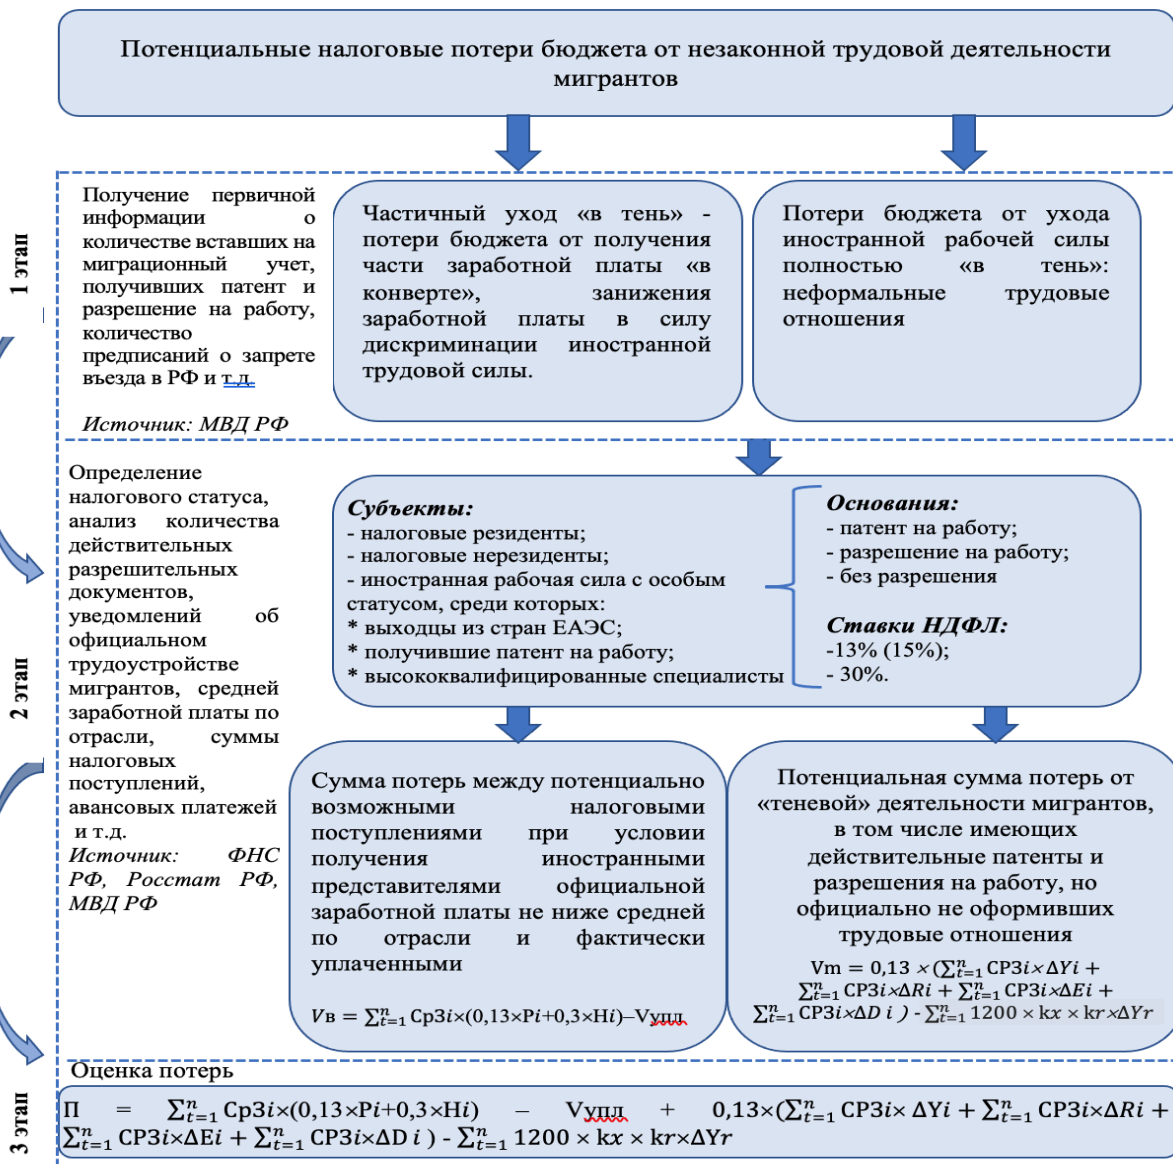 Потенциальные налоговые потери бюджета от незаконной трудовой деятельности
мигрантов
1 этап
Получение первичной
информации о
количестве вставших на
миграционный учет,
получивших патент и
разрешение на работу,
количество
предписаний о запрете
въезда в РФ и т.д.
Источник: МВД РФ
Частичный уход «в тень» -
потери бюджета от получения
части заработной платы «в
конверте», занижения
заработной платы в силу
дискриминации иностранной
трудовой силы.
Потери бюджета от ухода
иностранной рабочей силы
полностью «в тень»:
неформальные трудовые
отношения
2 этап
Определение
налогового статуса,
анализ количества
действительных
разрешительных
документов,
уведомлений об
официальном
трудоустройстве
мигрантов, средней
заработной платы по
отрасли, суммы
налоговых
поступлений,
авансовых платежей
и т.д.
Источник: ФНС
РФ, Росстат РФ,
МВД РФ
Субъекты:
- налоговые резиденты;
- налоговые нерезиденты;
- иностранная рабочая сила с особым
статусом, среди которых:
* выходцы из стран ЕАЭС;
* получившие патент на работу;
* высококвалифицированные специалисты
Основания:
- патент на работу;
- разрешение на работу;
- без разрешения
Ставки НДФЛ:
-13% (15%);
- 30%.
Сумма потерь между потенциально
возможными налоговыми
поступлениями при условии
получения иностранными
представителями официальной
заработной платы не ниже средней
по отрасли и фактически
уплаченными
Vв = ∑ⁿₜ₌₁ СрЗi×(0,13×Pi+0,3×Hi)–Vупл
Потенциальная сумма потерь от
«теневой» деятельности мигрантов,
в том числе имеющих
действительные патенты и
разрешения на работу, но
официально не оформивших
трудовые отношения
Vm = 0,13 × (∑ⁿₜ₌₁ СРЗi× ΔYi +
∑ⁿₜ₌₁ СРЗi×ΔRi + ∑ⁿₜ₌₁ СРЗi×ΔEi +
∑ⁿₜ₌₁ СРЗi×ΔD i ) - ∑ⁿₜ₌₁ 1200 × kx × kr×ΔYr
3 этап
Оценка потерь
П = ∑ⁿₜ₌₁ СрЗi×(0,13×Pi+0,3×Hi) – Vупл + 0,13×(∑ⁿₜ₌₁ СРЗi× ΔYi + ∑ⁿₜ₌₁ СРЗi×ΔRi +
∑ⁿₜ₌₁ СРЗi×ΔEi + ∑ⁿₜ₌₁ СРЗi×ΔD i ) - ∑ⁿₜ₌₁ 1200 × kx × kr×ΔYr